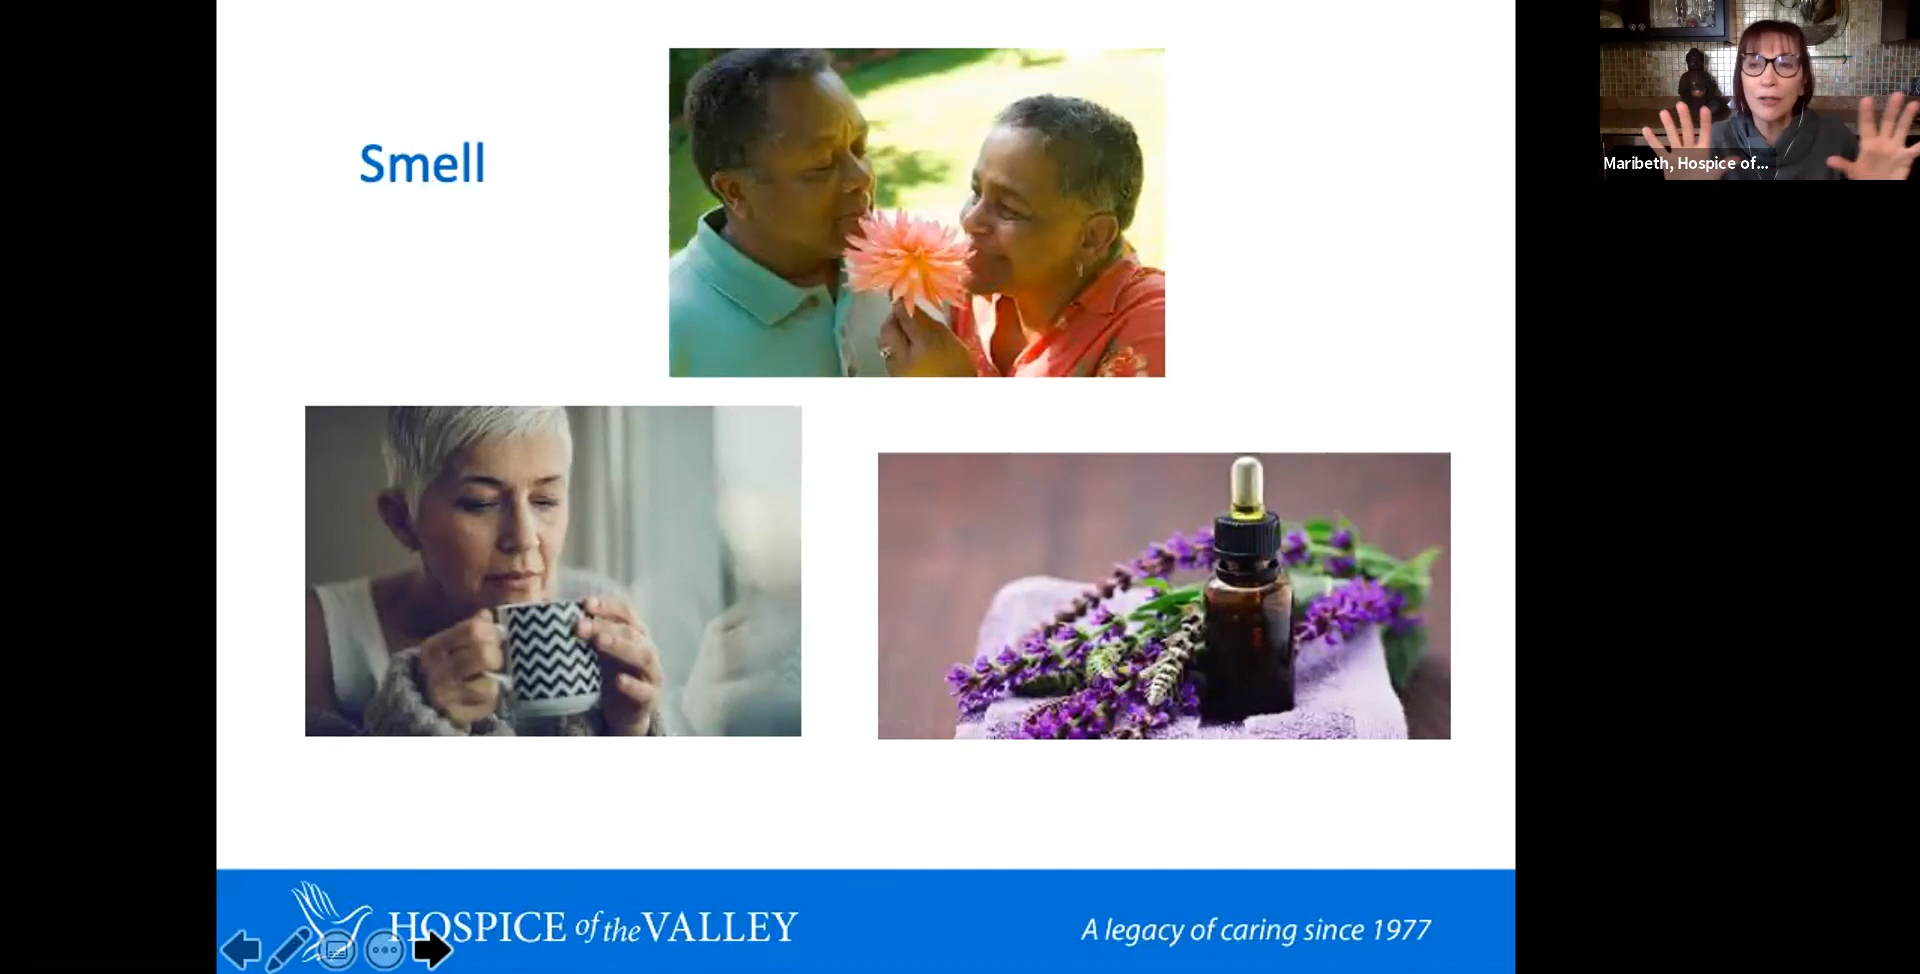 Smell
Maribeth, Hospice of...
HOSPICE of the VALLEY
A legacy of caring since 1977